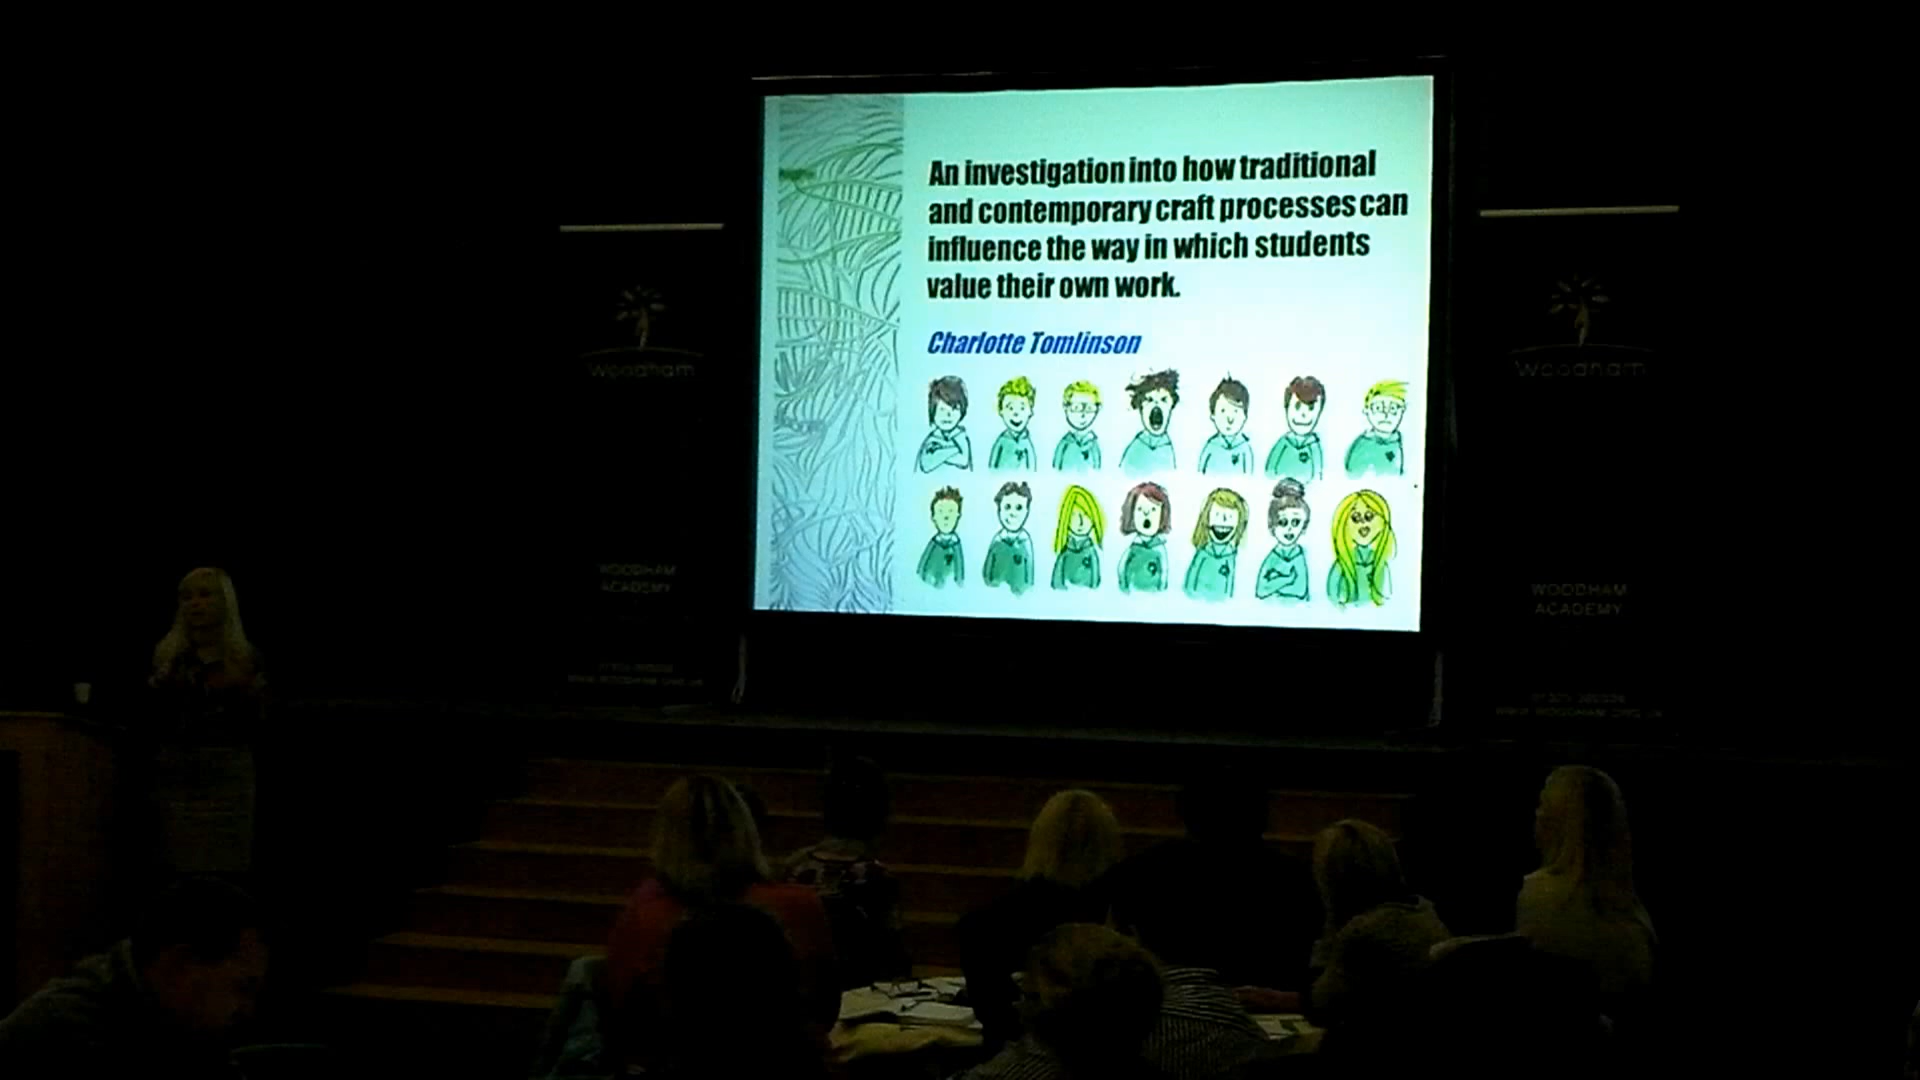 An investigation into how traditional
and contemporary craft processes can
influence the way in which students
value their own work.
Charlotte Tomlinson
Woodham
WOODHAM
ACADEMY
Woodham
WOODHAM
ACADEMY